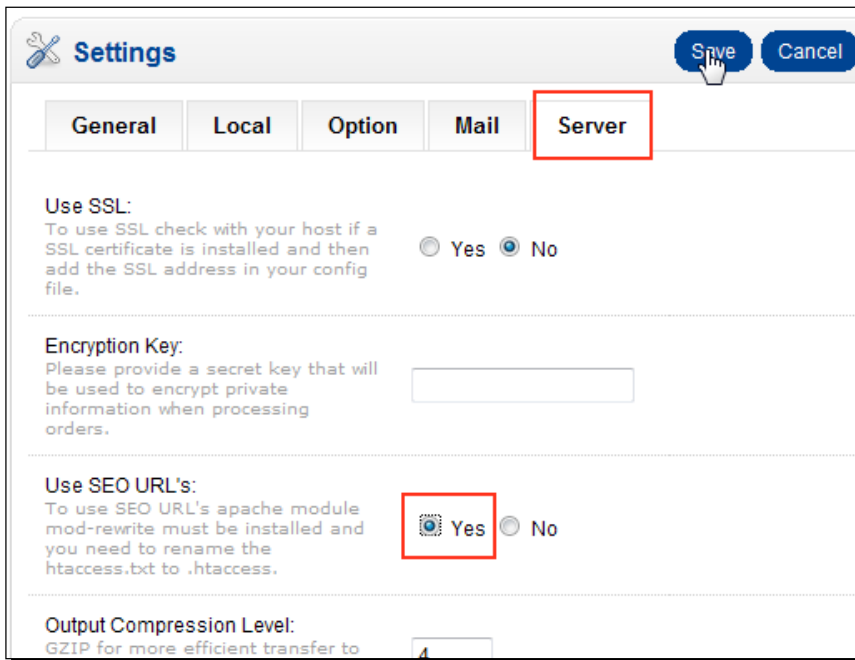 Settings
Save Cancel
General Local Option Mail Server
Use SSL:
To use SSL check with your host if a
SSL certificate is installed and then
add the SSL address in your config
file.
Yes No
Encryption Key:
Please provide a secret key that will
be used to encrypt private
information when processing
orders.
Use SEO URL's:
To use SEO URL's apache module
mod-rewrite must be installed and
you need to rename the
htaccess.txt to .htaccess.
Yes No
Output Compression Level:
GZIP for more efficient transfer to
4